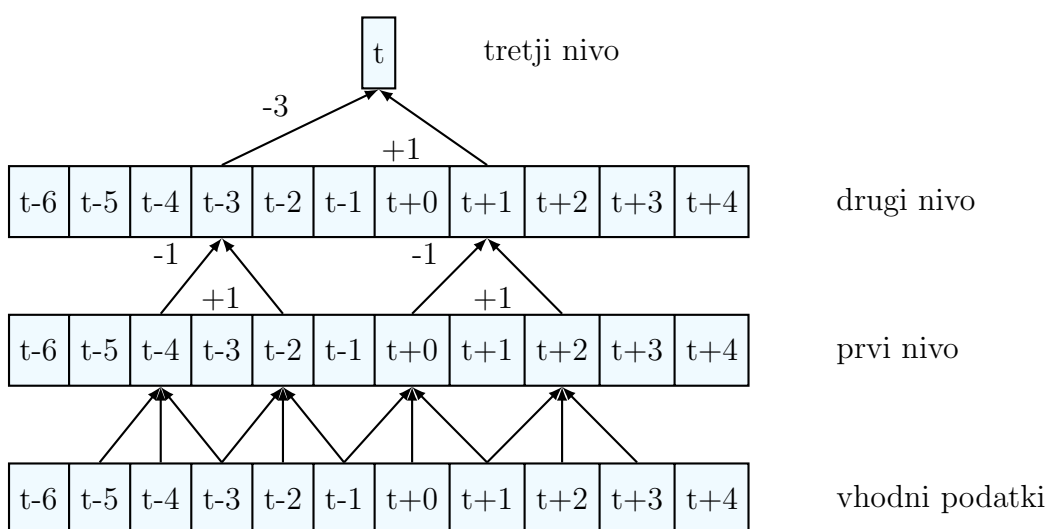 t tretji nivo
-3
+1
t-6 t-5 t-4 t-3 t-2 t-1 t+0 t+1 t+2 t+3 t+4 drugi nivo
-1 -1
+1 +1
t-6 t-5 t-4 t-3 t-2 t-1 t+0 t+1 t+2 t+3 t+4 prvi nivo
t-6 t-5 t-4 t-3 t-2 t-1 t+0 t+1 t+2 t+3 t+4 vhodni podatki